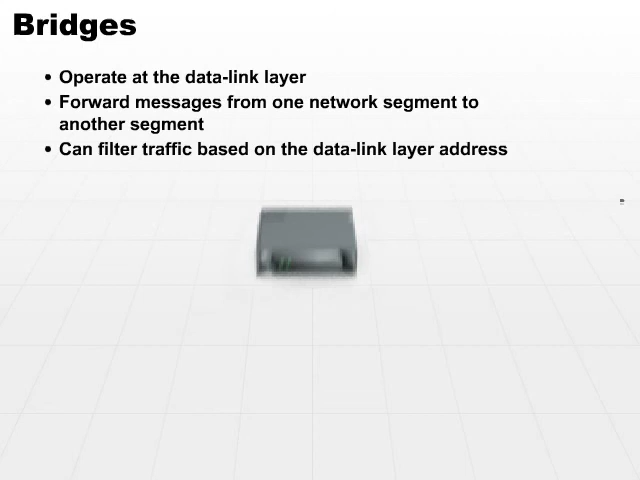 Bridges
• Operate at the data-link layer
• Forward messages from one network segment to
another segment
• Can filter traffic based on the data-link layer address